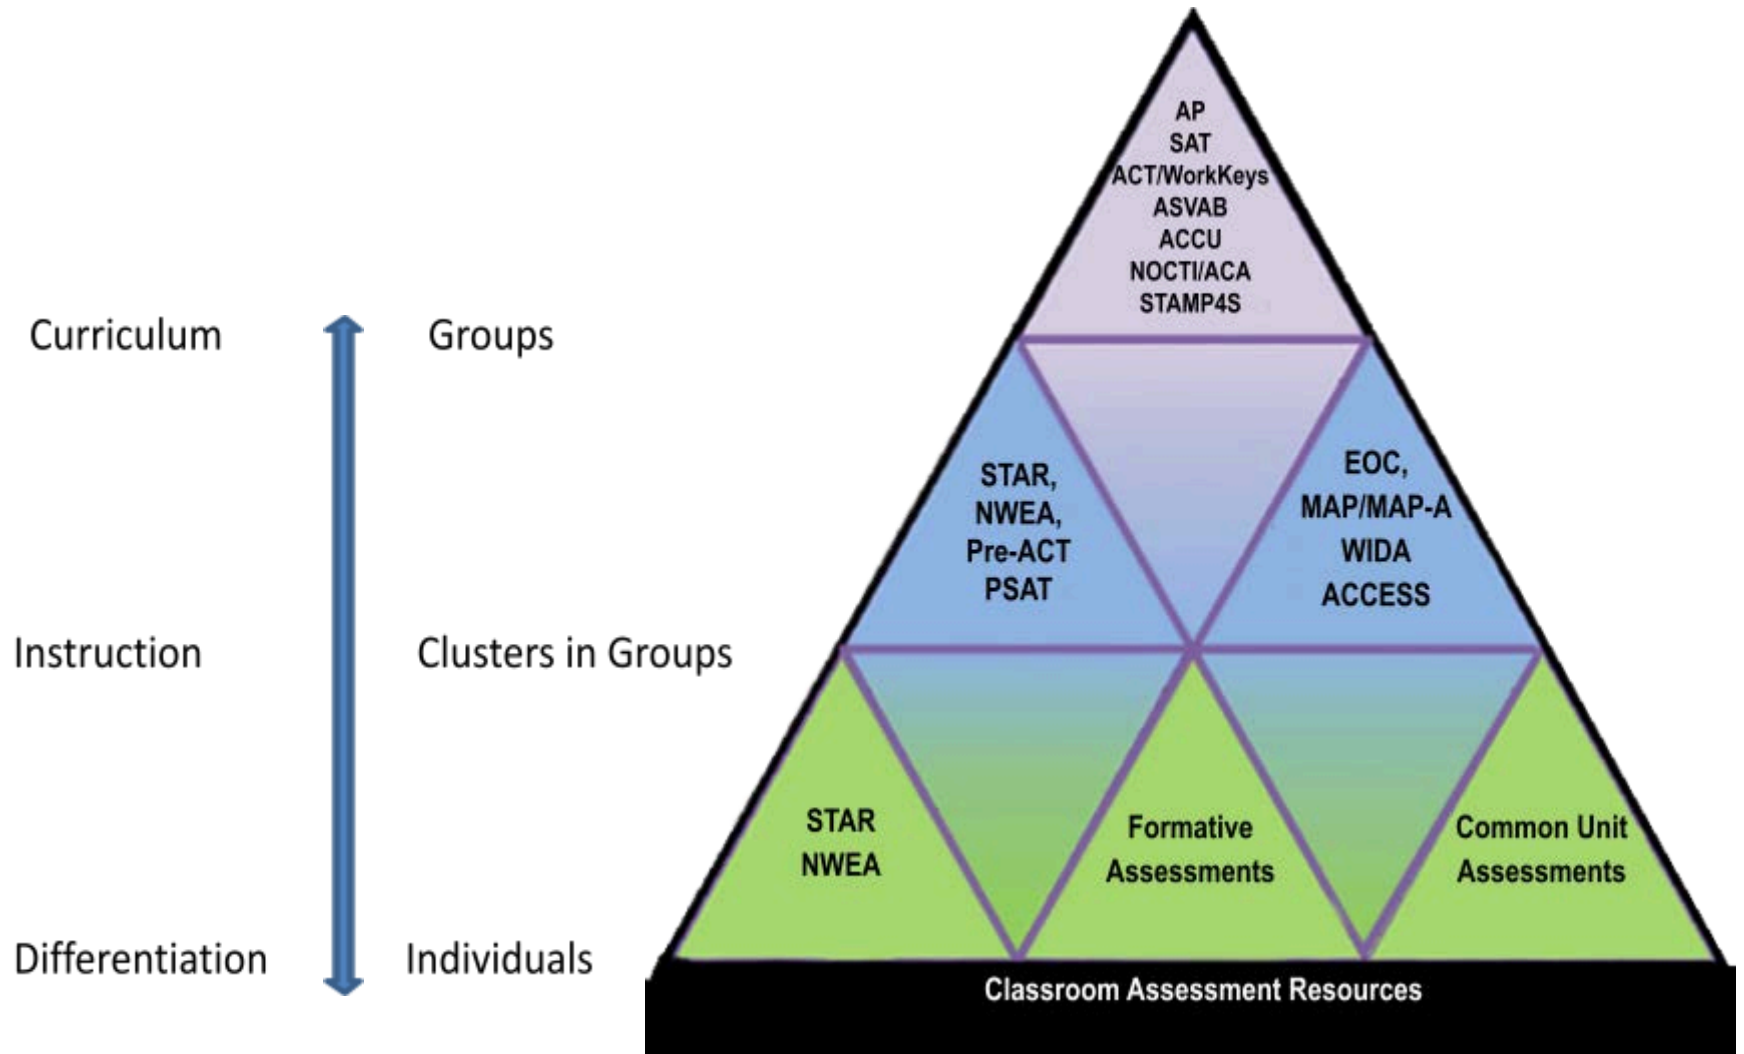 AP
SAT
ACT/WorkKeys
ASVAB
ACCU
NOCTI/ACA
STAMP4S
Curriculum
Groups
STAR,
NWEA,
Pre-ACT
PSAT
EOC,
MAP/MAP-A
WIDA
ACCESS
Instruction
Clusters in Groups
STAR
NWEA
Formative
Assessments
Common Unit
Assessments
Differentiation
Individuals
Classroom Assessment Resources